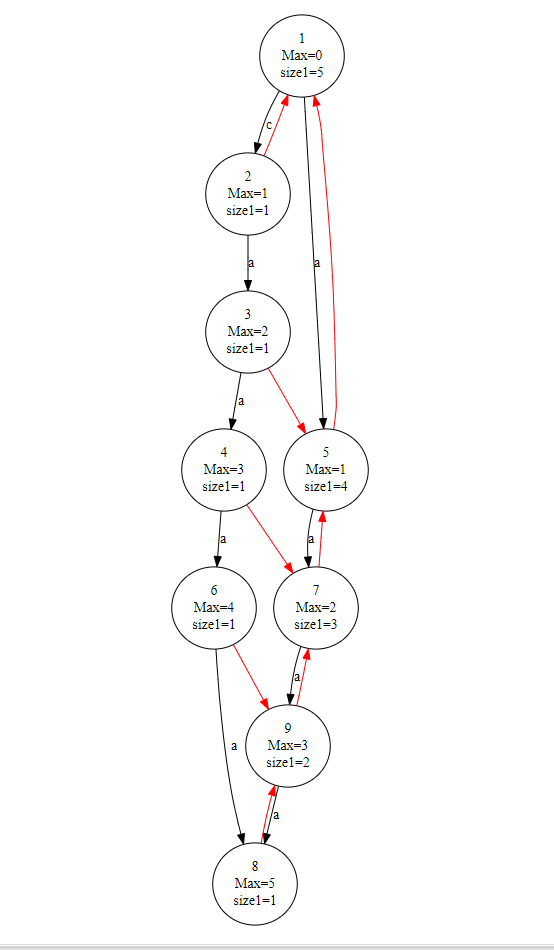 1
Max=0
size1=5
c
2
Max=1
size1=1
a
a
3
Max=2
size1=1
a
4
Max=3
size1=1
5
Max=1
size1=4
a
a
6
Max=4
size1=1
7
Max=2
size1=3
a
9
Max=3
size1=2
a
a
8
Max=5
size1=1